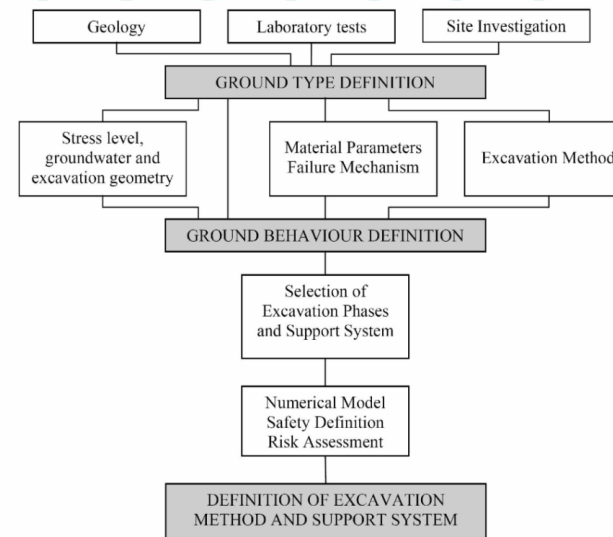 Geology
Laboratory tests
Site Investigation
GROUND TYPE DEFINITION
Stress level,
groundwater and
excavation geometry
Material Parameters
Failure Mechanism
Excavation Method
GROUND BEHAVIOUR DEFINITION
Selection of
Excavation Phases
and Support System
Numerical Model
Safety Definition
Risk Assessment
DEFINITION OF EXCAVATION
METHOD AND SUPPORT SYSTEM